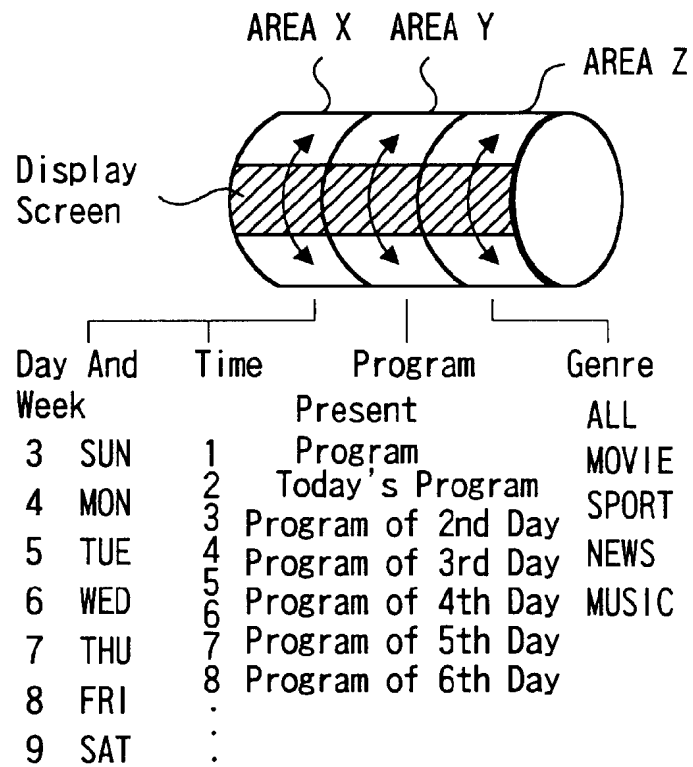 AREA X AREA Y
AREA Z
Display
Screen
Day And
Week
3 SUN
4 MON
5 TUE
6 WED
7 THU
8 FRI
9 SAT
Time
1
2
3
4
5
6
7
8
.
.
.
Program
Present
Program
Today's Program
Program of 2nd Day
Program of 3rd Day
Program of 4th Day
Program of 5th Day
Program of 6th Day
Genre
ALL
MOVIE
SPORT
NEWS
MUSIC